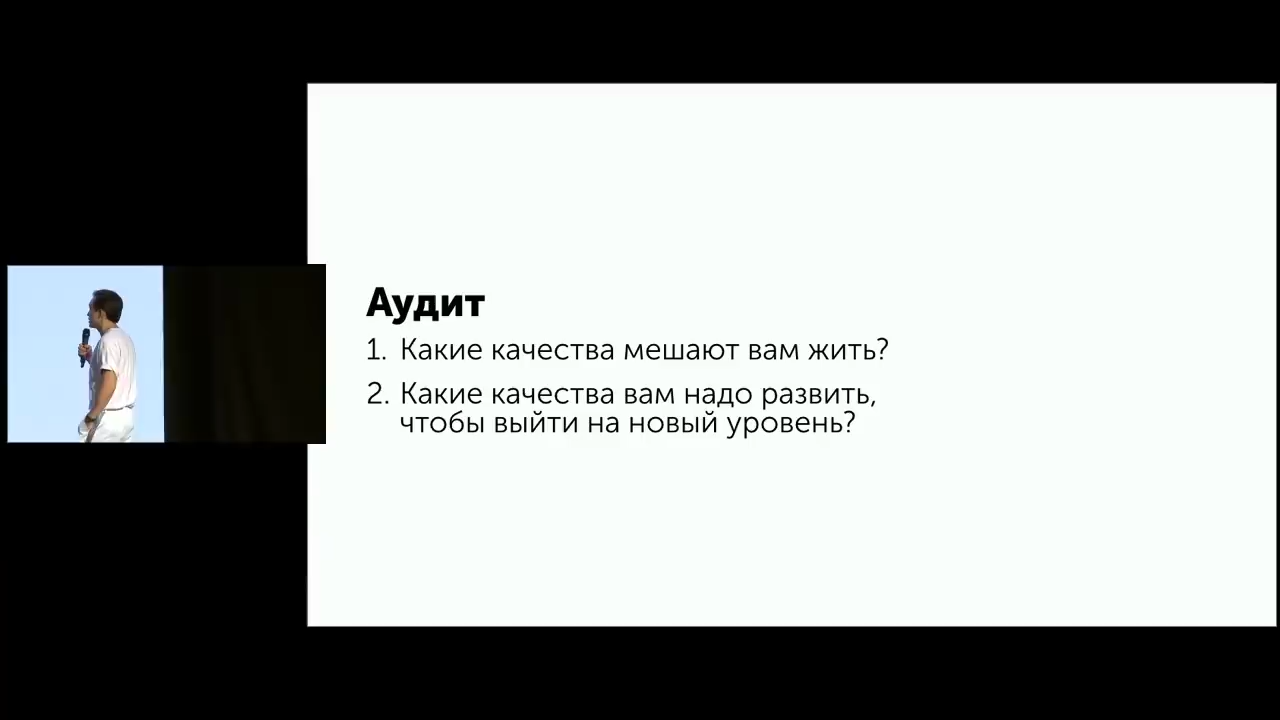 Аудит
1. Какие качества мешают вам жить?
2. Какие качества вам надо развить,
чтобы выйти на новый уровень?